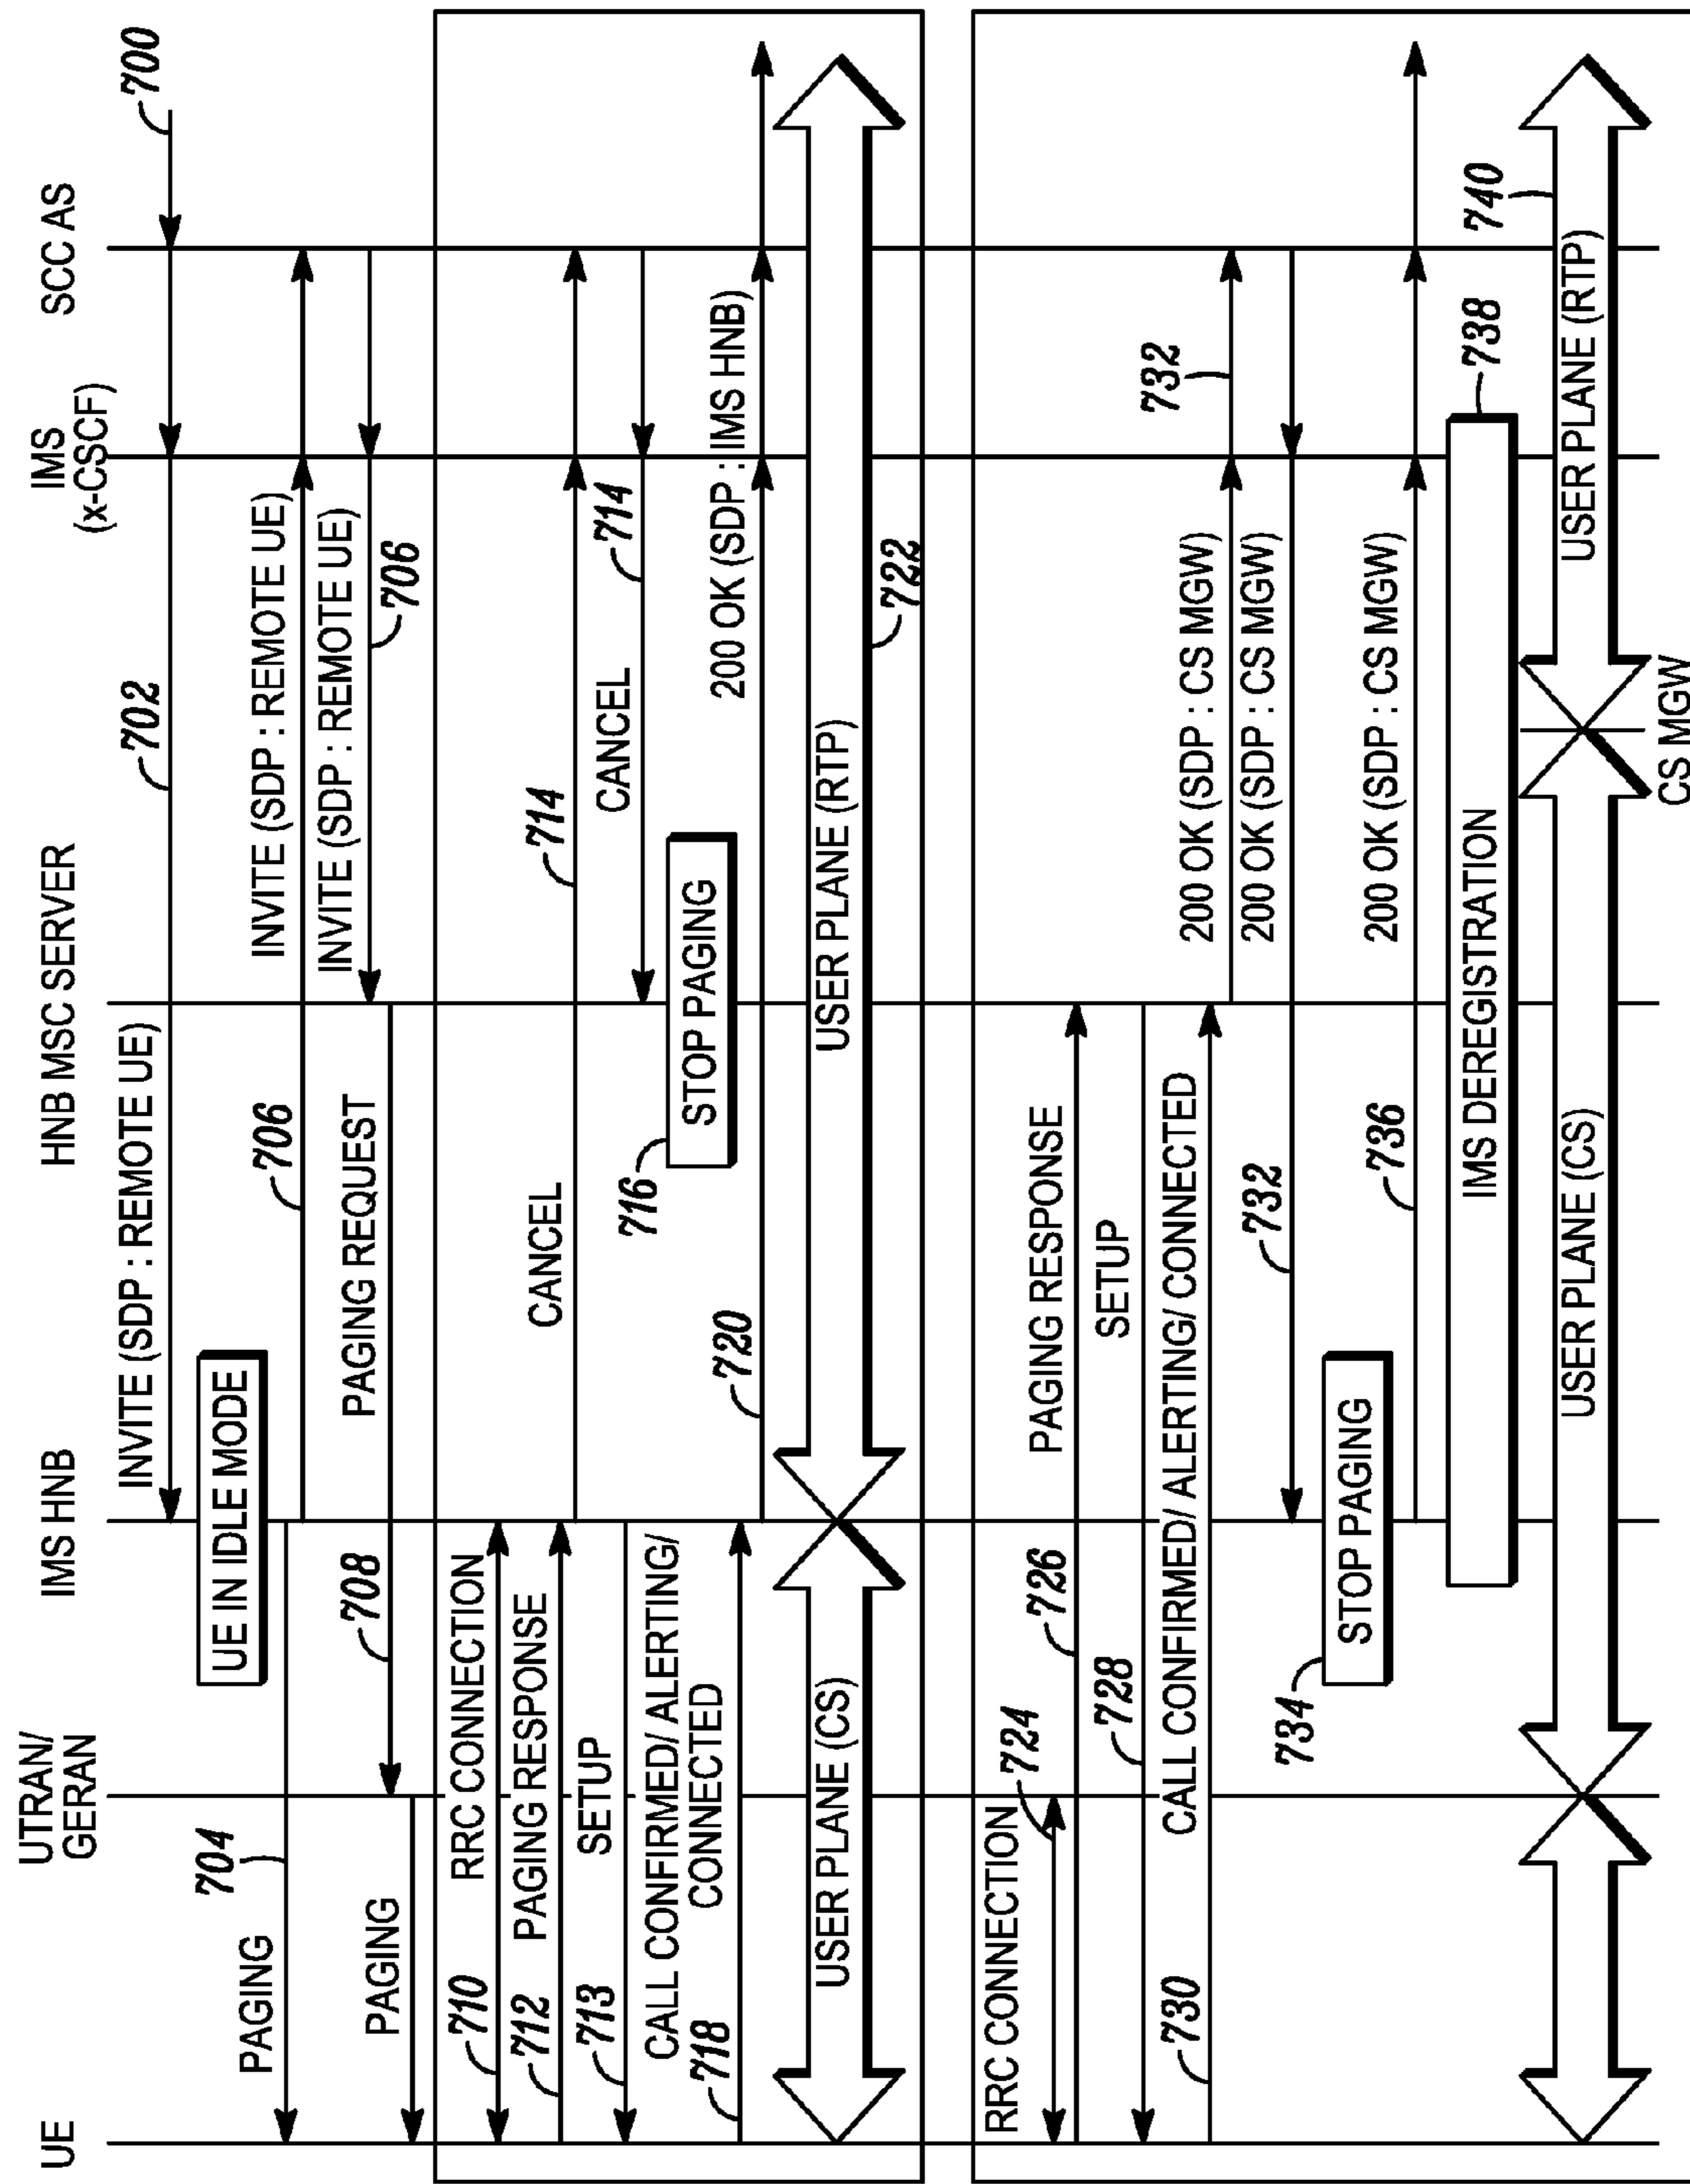 UE
UTRAN/
GERAN
IMS HNB
HNB MSC SERVER
IMS
(x-CSCF)
SCC AS
700
INVITE (SDP : REMOTE UE)
702
UE IN IDLE MODE
PAGING
704
706
INVITE (SDP : REMOTE UE)
INVITE (SDP : REMOTE UE)
706
PAGING
708
PAGING REQUEST
710
RRC CONNECTION
712
PAGING RESPONSE
CANCEL
714
713
SETUP
CANCEL
714
716
STOP PAGING
CALL CONFIRMED/ ALERTING/
CONNECTED
718
720
200 OK (SDP : IMS HNB)
USER PLANE (CS)
USER PLANE (RTP)
722
RRC CONNECTION
724
726
PAGING RESPONSE
728
SETUP
730
CALL CONFIRMED/ ALERTING/ CONNECTED
200 OK (SDP : CS MGW)
732
732
200 OK (SDP : CS MGW)
734
STOP PAGING
736
200 OK (SDP : CS MGW)
IMS DEREGISTRATION
738
USER PLANE (CS)
USER PLANE (RTP)
740
CS MGW